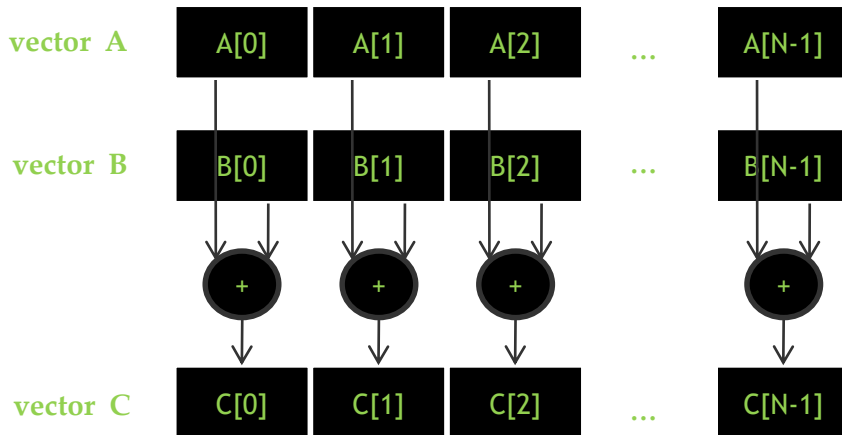 vector A A[0] A[1] A[2] ... A[N-1]
vector B B[0] B[1] B[2] ... B[N-1]
+ + + +
vector C C[0] C[1] C[2] ... C[N-1]